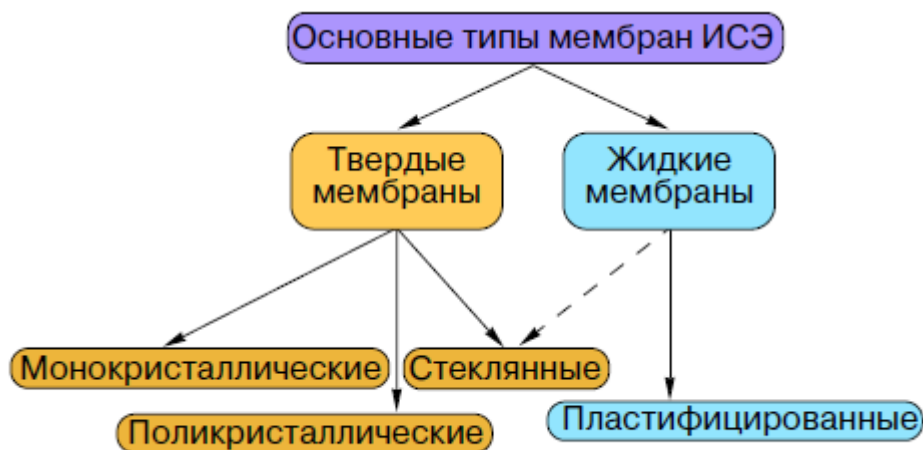 Основные типы мембран ИСЭ
Твердые
мембраны
Жидкие
мембраны
Монокристаллические
Стеклянные
Поликристаллические
Пластифицированные